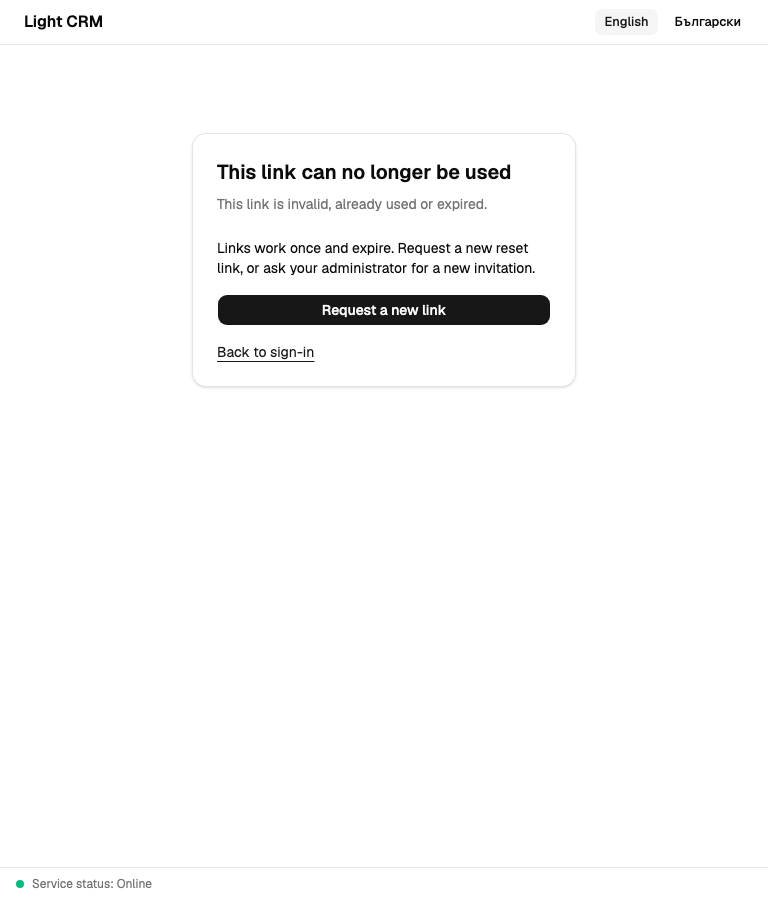 Light CRM
English
Български
This link can no longer be used
This link is invalid, already used or expired.
Links work once and expire. Request a new reset
link, or ask your administrator for a new invitation.
Request a new link
Back to sign-in
Service status: Online